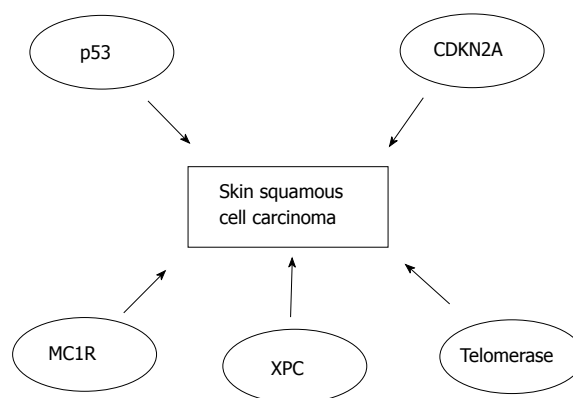 p53
CDKN2A
Skin squamous
cell carcinoma
MC1R
XPC
Telomerase